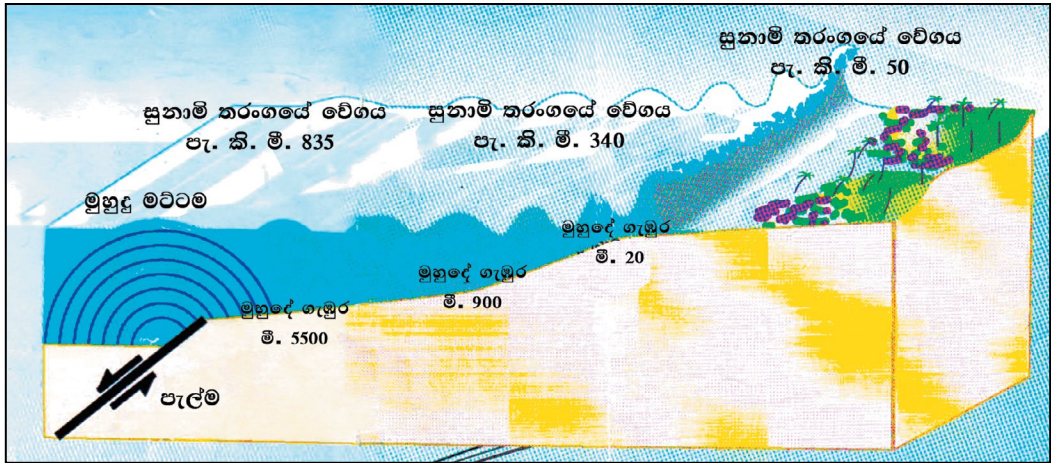 සුනාමි තරංගයේ වේගය
පැ. කි. මී. 50
සුනාමි තරංගයේ වේගය
පැ. කි. මී. 835
සුනාමි තරංගයේ වේගය
පැ. කි. මී. 340
මුහුදු මට්ටම
මුහුදේ ගැඹුර
මී. 20
මුහුදේ ගැඹුර
මී. 900
මුහුදේ ගැඹුර
මී. 5500
පැල්ම